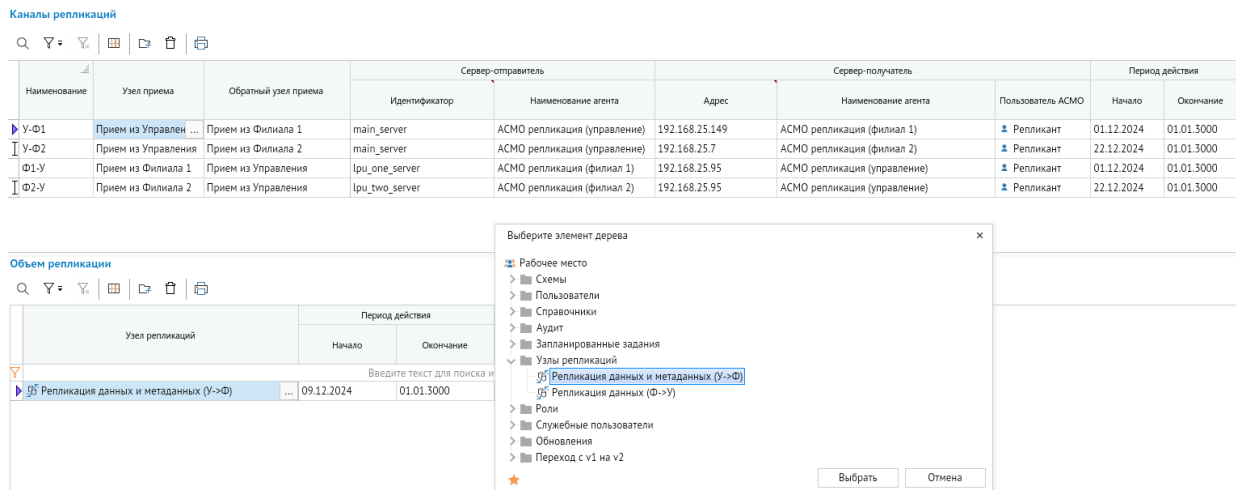 Каналы репликаций
Сервер-отправитель Сервер-получатель Период действия
Наименование Узел приема Обратный узел приема Идентификатор Наименование агента Адрес Наименование агента Пользователь АСМО Начало Окончание
У-Ф1 Прием из Управлен ... Прием из Филиала 1 main_server АСМО репликация (управление) 192.168.25.149 АСМО репликация (филиал 1) Репликант 01.12.2024 01.01.3000
У-Ф2 Прием из Управления Прием из Филиала 2 main_server АСМО репликация (управление) 192.168.25.7 АСМО репликация (филиал 2) Репликант 22.12.2024 01.01.3000
Ф1-У Прием из Филиала 1 Прием из Управления lpu_one_server АСМО репликация (филиал 1) 192.168.25.95 АСМО репликация (управление) Репликант 01.12.2024 01.01.3000
Ф2-У Прием из Филиала 2 Прием из Управления lpu_two_server АСМО репликация (филиал 2) 192.168.25.95 АСМО репликация (управление) Репликант 22.12.2024 01.01.3000
Объем репликации
Узел репликаций Период действия
Начало Окончание
Введите текст для поиска и
Репликация данных и метаданных (У->Ф) ... 09.12.2024 01.01.3000
Выберите элемент дерева
Рабочее место
Схемы
Пользователи
Справочники
Аудит
Запланированные задания
Узлы репликаций
Репликация данных и метаданных (У->Ф)
Репликация данных (Ф->У)
Роли
Служебные пользователи
Обновления
Переход с v1 на v2
Выбрать Отмена